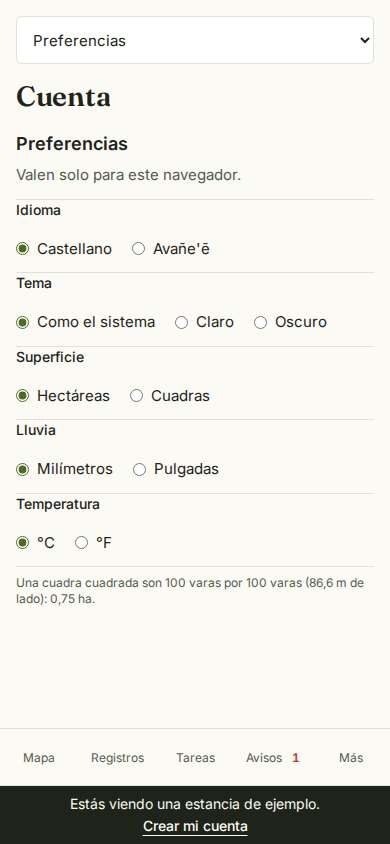 Preferencias
Cuenta
Preferencias
Valen solo para este navegador.
Idioma
Castellano Avañe'ẽ
Tema
Como el sistema Claro Oscuro
Superficie
Hectáreas Cuadras
Lluvia
Milímetros Pulgadas
Temperatura
°C °F
Una cuadra cuadrada son 100 varas por 100 varas (86,6 m de
lado): 0,75 ha.
Mapa Registros Tareas Avisos 1 Más
Estás viendo una estancia de ejemplo.
Crear mi cuenta